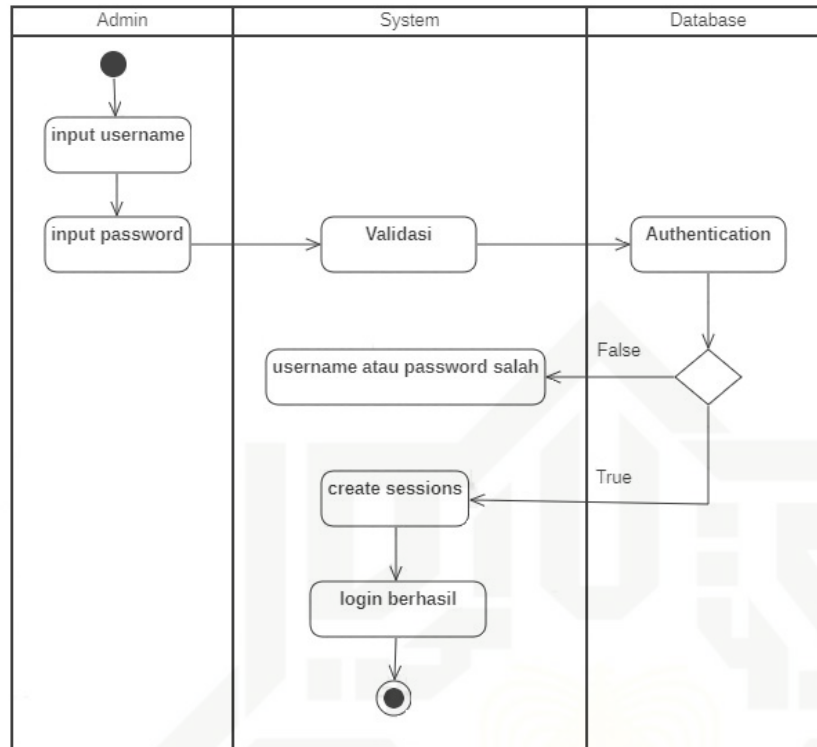 Admin
System
Database
input username
input password
Validasi
Authentication
False
username atau password salah
True
create sessions
login berhasil